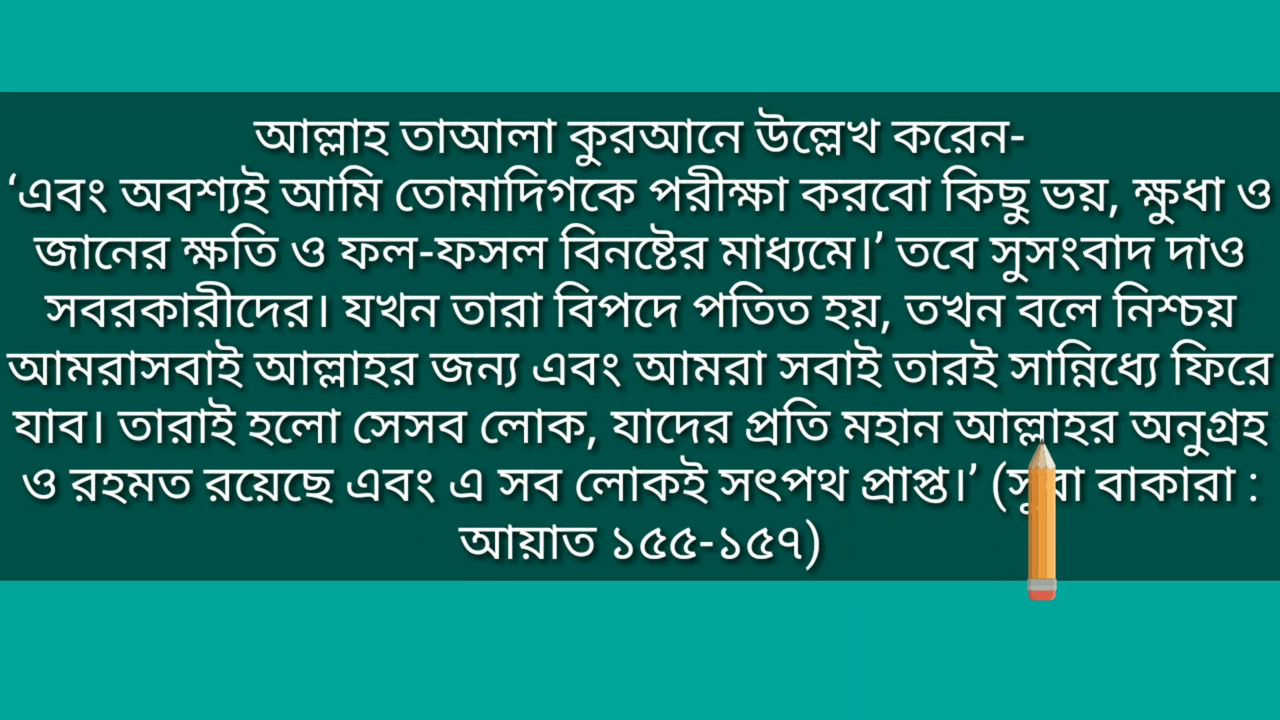 আল্লাহ তাআলা কুরআনে উল্লেখ করেন-
‘এবং অবশ্যই আমি তোমাদিগকে পরীক্ষা করবো কিছু ভয়, ক্ষুধা ও
জানের ক্ষতি ও ফল-ফসল বিনষ্টের মাধ্যমে।’ তবে সুসংবাদ দাও
সবরকারীদের। যখন তারা বিপদে পতিত হয়, তখন বলে নিশ্চয়
আমরাসবাই আল্লাহর জন্য এবং আমরা সবাই তারই সান্নিধ্যে ফিরে
যাব। তারাই হলো সেসব লোক, যাদের প্রতি মহান আল্লাহর অনুগ্রহ
ও রহমত রয়েছে এবং এ সব লোকই সৎপথ প্রাপ্ত।’ (সুরা বাকারা :
আয়াত ১৫৫-১৫৭)